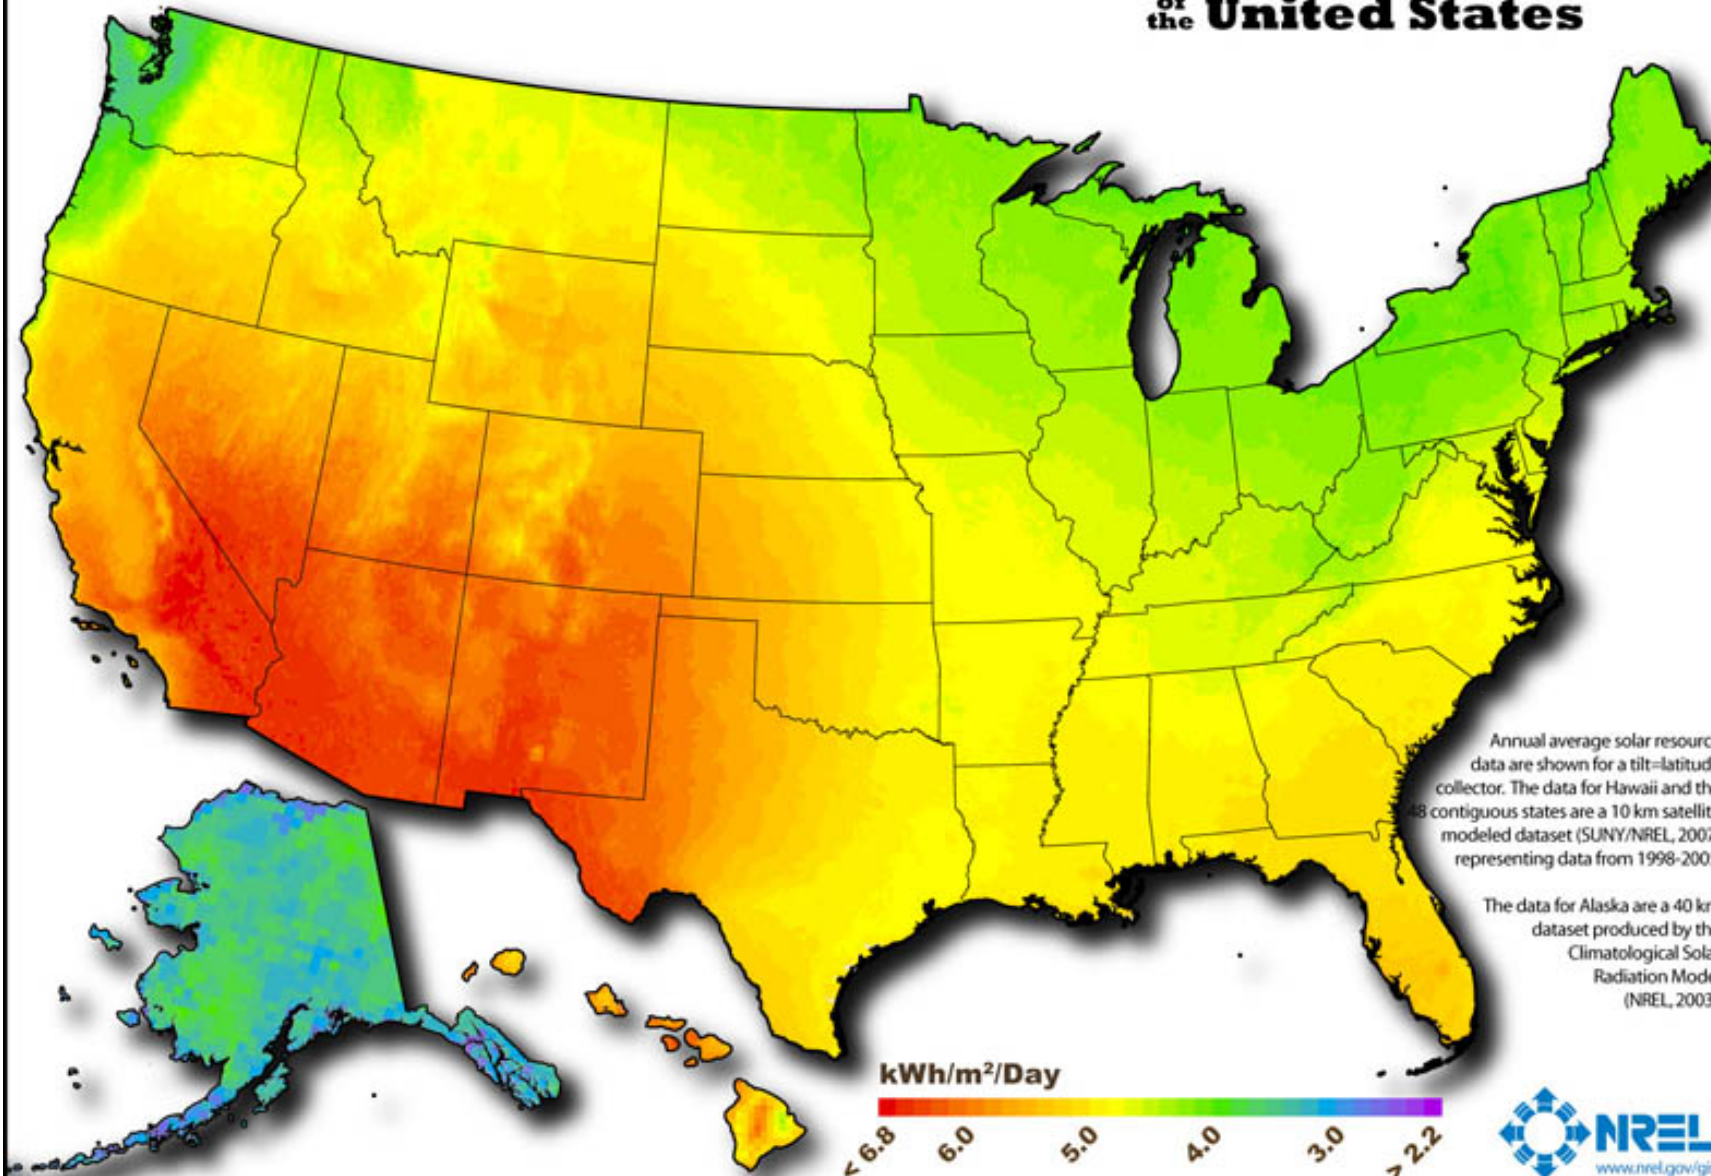 of
the United States
Annual average solar resourc
data are shown for a tilt=latitud
collector. The data for Hawaii and th
48 contiguous states are a 10 km satellit
modeled dataset (SUNY/NREL, 2007
representing data from 1998-200
The data for Alaska are a 40 k
dataset produced by th
Climatological Sola
Radiation Mode
(NREL, 2003
kWh/m²/Day
< 6.8
6.0
5.0
4.0
3.0
> 2.2
NREL
www.nrel.gov/gi